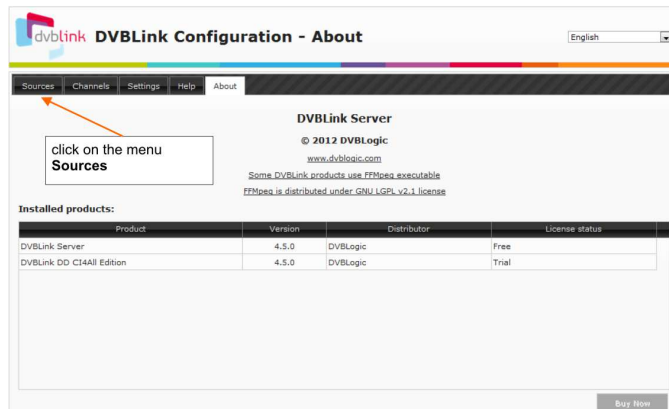 dvblink DVBLink Configuration - About
English
Sources Channels Settings Help About
DVBLink Server
© 2012 DVBLogic
www.dvblogic.com
Some DVBLink products use FFMpeg executable
FFMpeg is distributed under GNU LGPL v2.1 license
click on the menu
Sources
Installed products:
Product Version Distributor License status
DVBLink Server 4.5.0 DVBLogic Free
DVBLink DD CI4All Edition 4.5.0 DVBLogic Trial
Buy Now